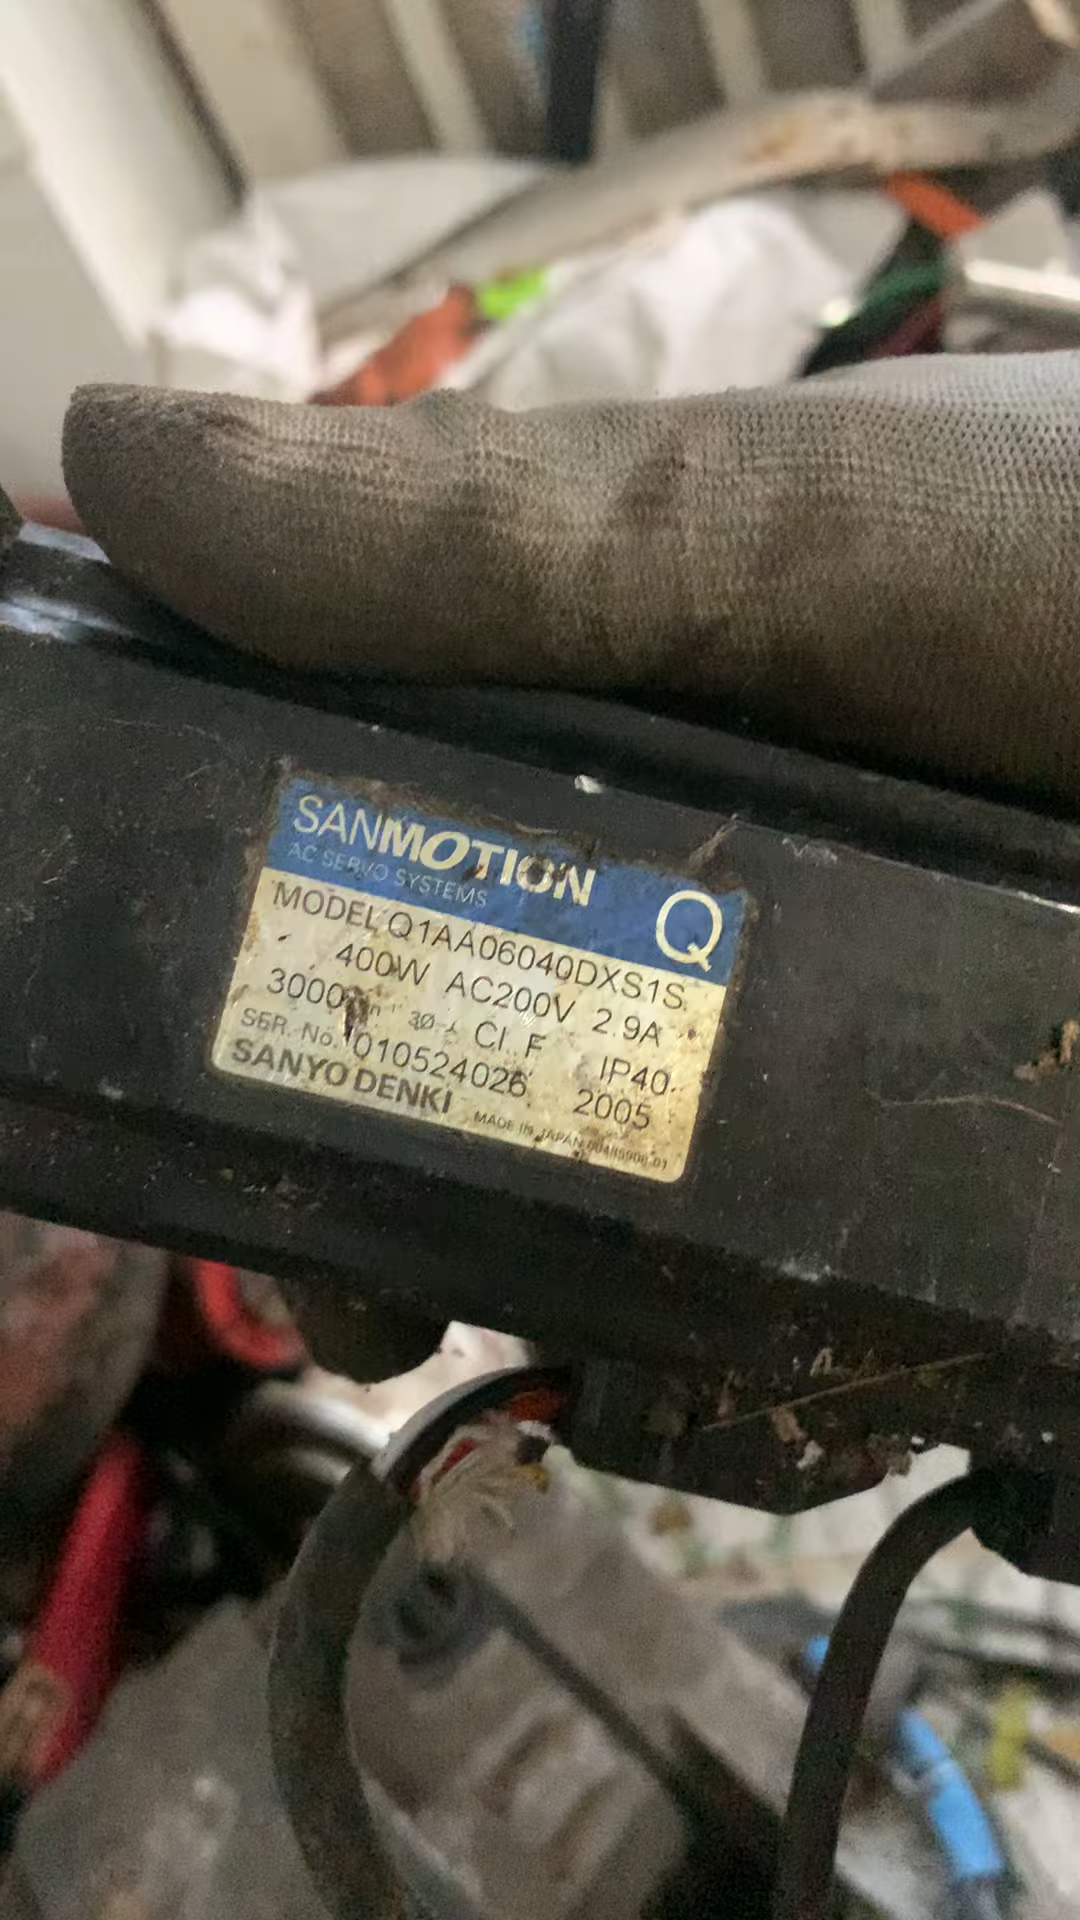 SANMOTION
AC SERVO SYSTEMS Q
MODEL Q1AA06040DXS1S
400W AC200V 2.9A
3000 30 CI. F IP40
SER. No. 010524026 2005
SANYO DENKI MADE IN JAPAN